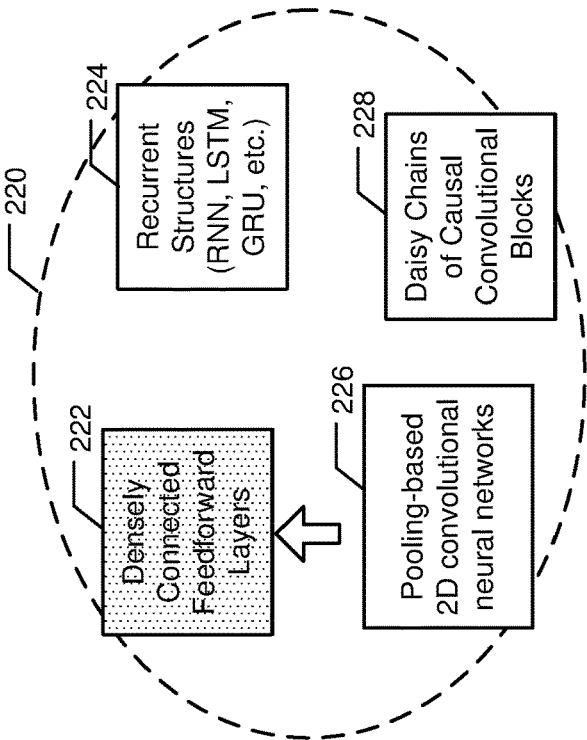 220
222
Densely
Connected
Feedforward
Layers
224
Recurrent
Structures
(RNN, LSTM,
GRU, etc.)
226
Pooling-based
2D convolutional
neural networks
228
Daisy Chains
of Causal
Convolutional
Blocks